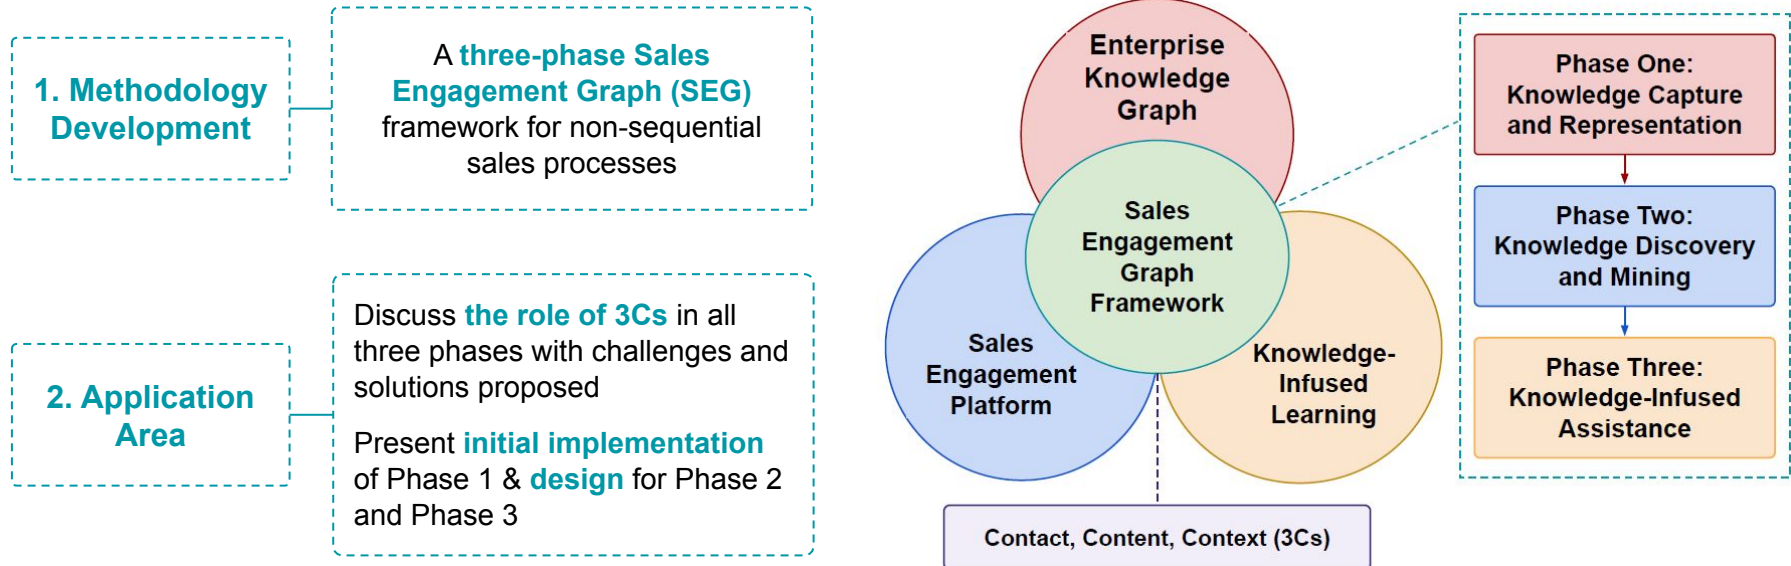 1. Methodology
Development
A three-phase Sales
Engagement Graph (SEG)
framework for non-sequential
sales processes
2. Application
Area
Discuss the role of 3Cs in all
three phases with challenges and
solutions proposed
Present initial implementation
of Phase 1 & design for Phase 2
and Phase 3
Enterprise
Knowledge
Graph
Sales
Engagement
Graph
Framework
Sales
Engagement
Platform
Knowledge-
Infused
Learning
Contact, Content, Context (3Cs)
Phase One:
Knowledge Capture
and Representation
Phase Two:
Knowledge Discovery
and Mining
Phase Three:
Knowledge-Infused
Assistance